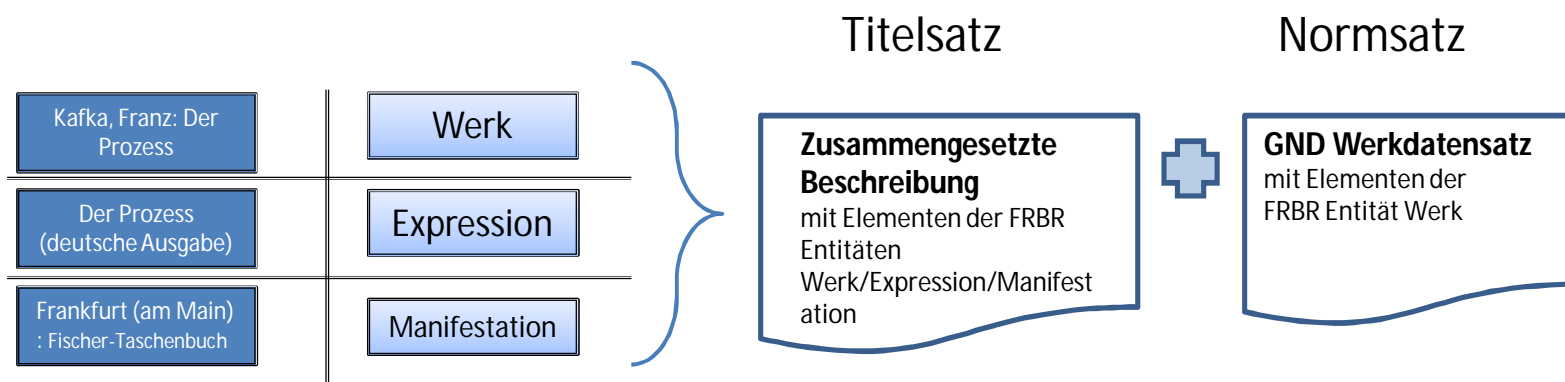 Titelsatz
Normsatz
Kafka, Franz: Der
Prozess
Werk
Der Prozess
(deutsche Ausgabe)
Expression
Frankfurt (am Main)
: Fischer-Taschenbuch
Manifestation
Zusammengesetzte
Beschreibung
mit Elementen der FRBR
Entitäten
Werk/Expression/Manifest
ation
GND Werkdatensatz
mit Elementen der
FRBR Entität Werk